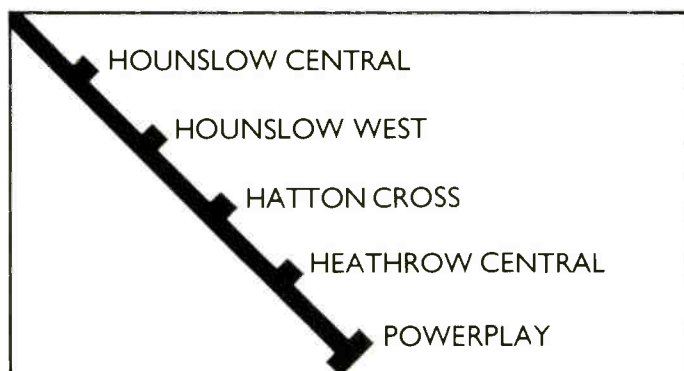 HOUNSLOW CENTRAL
HOUNSLOW WEST
HATTON CROSS
HEATHROW CENTRAL
POWERPLAY